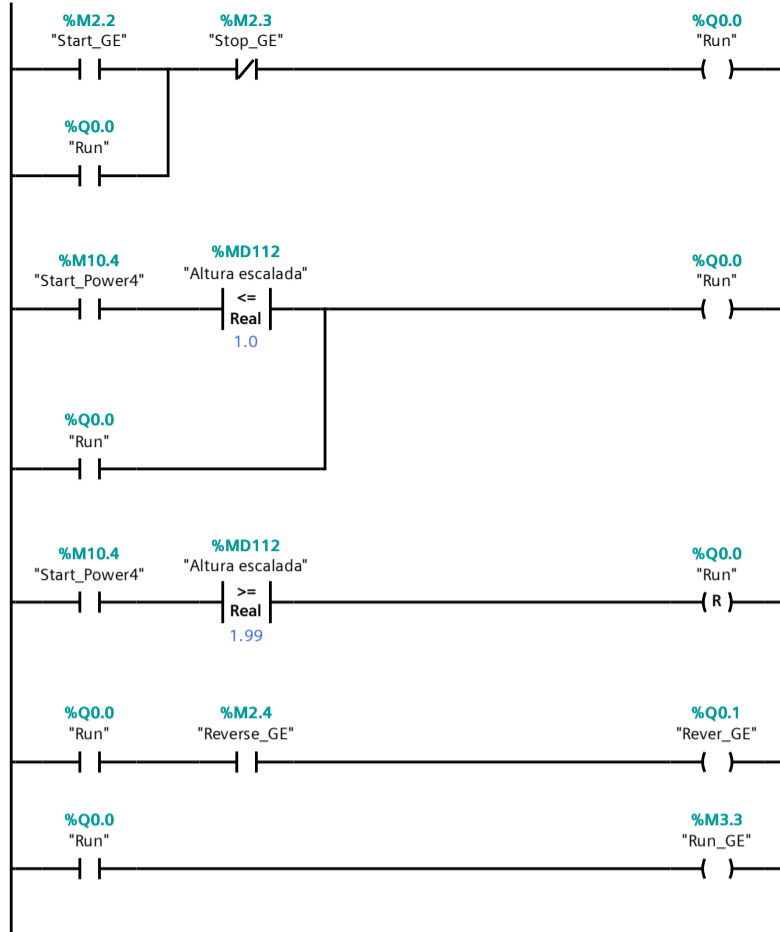 %M2.2 %M2.3 %Q0.0
"Start_GE" "Stop_GE" "Run"
%Q0.0
"Run"
%M10.4 %MD112 %Q0.0
"Start_Power4" "Altura escalada" "Run"
<=
Real
1.0
%Q0.0
"Run"
%M10.4 %MD112 %Q0.0
"Start_Power4" "Altura escalada" "Run"
>=
Real
R
1.99
%Q0.0 %M2.4 %Q0.1
"Run" "Reverse_GE" "Rever_GE"
%Q0.0 %M3.3
"Run" "Run_GE"